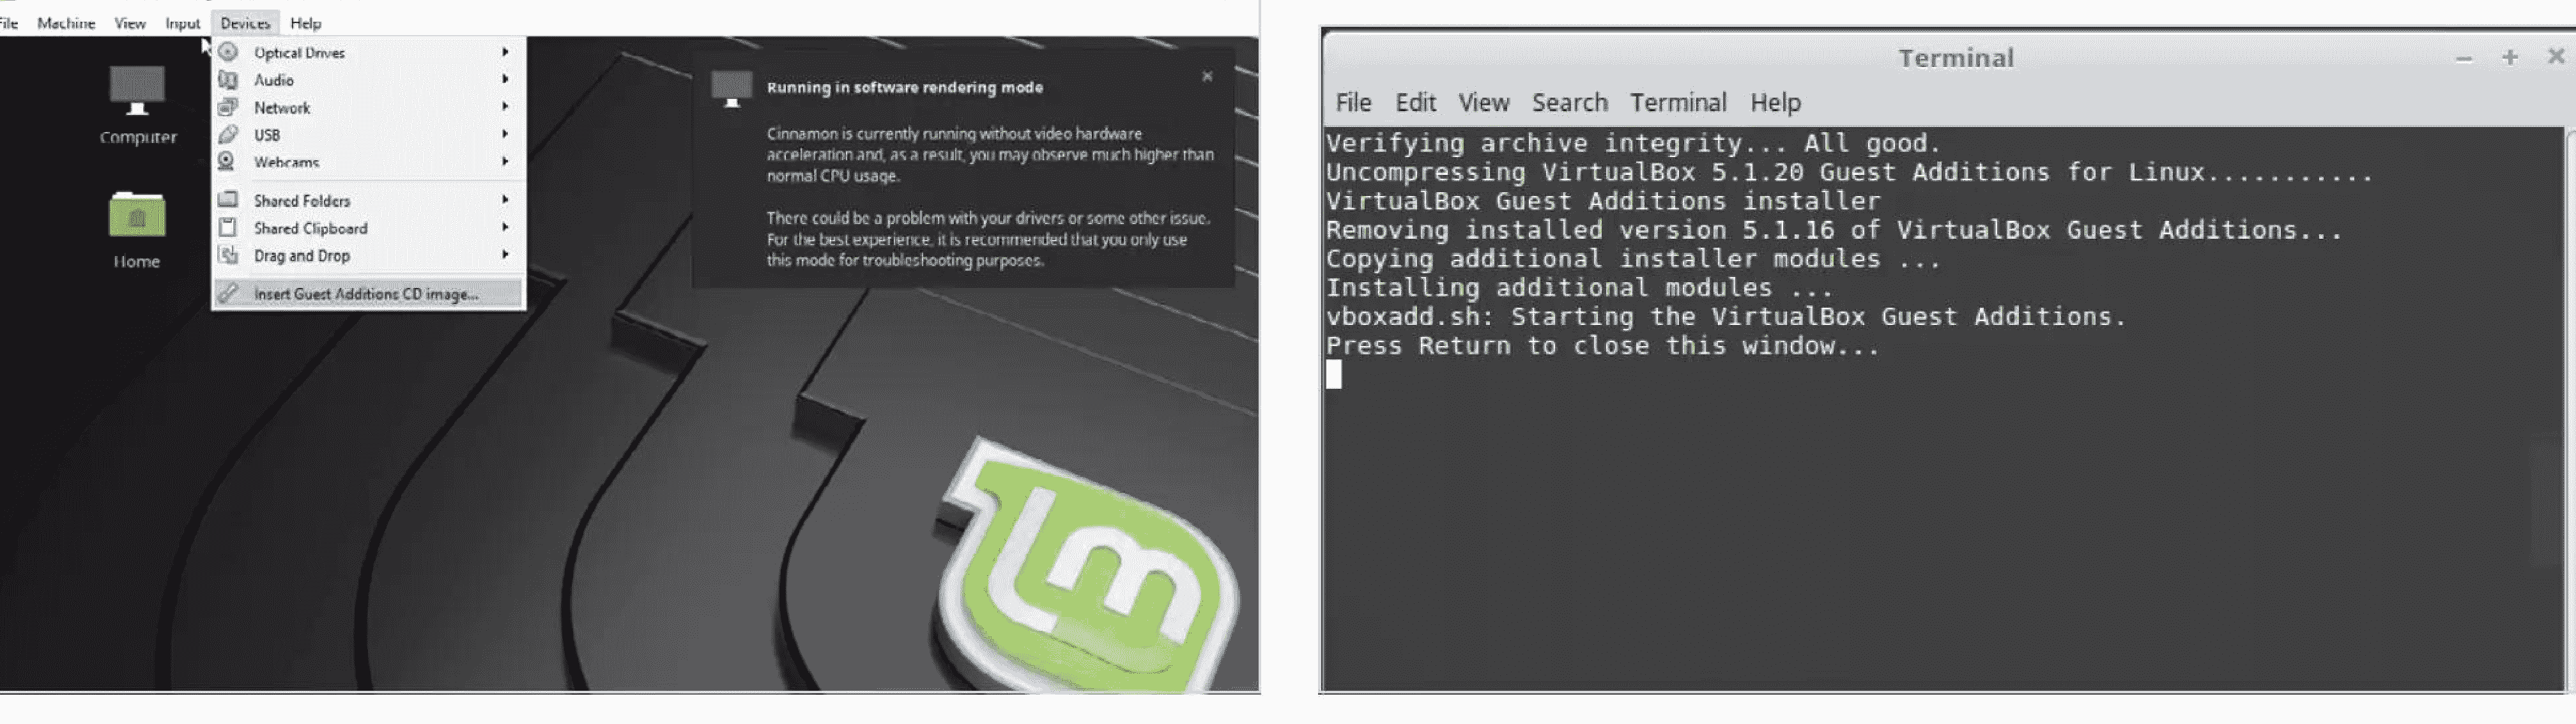 File Machine View Input Devices Help
Optical Drives
Audio
Network
USB
Webcams
Shared Folders
Shared Clipboard
Drag and Drop
Insert Guest Additions CD image...
Computer
Home
Running in software rendering mode
Cinnamon is currently running without video hardware
acceleration and, as a result, you may observe much higher than
normal CPU usage.
There could be a problem with your drivers or some other issue.
For the best experience, it is recommended that you only use
this mode for troubleshooting purposes.
lm
Terminal
File Edit View Search Terminal Help
Verifying archive integrity... All good.
Uncompressing VirtualBox 5.1.20 Guest Additions for Linux...........
VirtualBox Guest Additions installer
Removing installed version 5.1.16 of VirtualBox Guest Additions...
Copying additional installer modules ...
Installing additional modules ...
vboxadd.sh: Starting the VirtualBox Guest Additions.
Press Return to close this window...